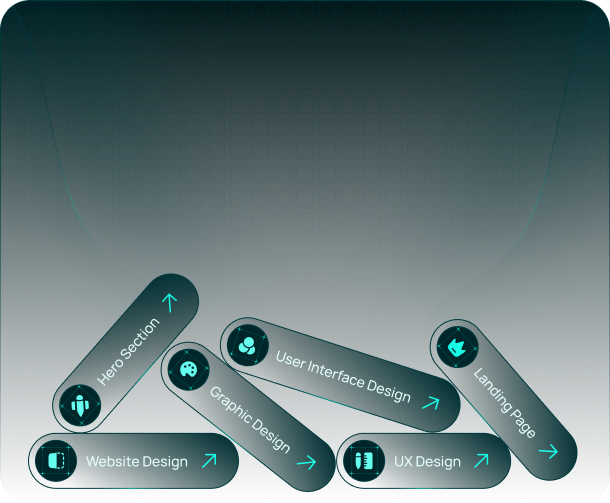 Hero Section
User Interface Design
Landing Page
Graphic Design
Website Design
UX Design